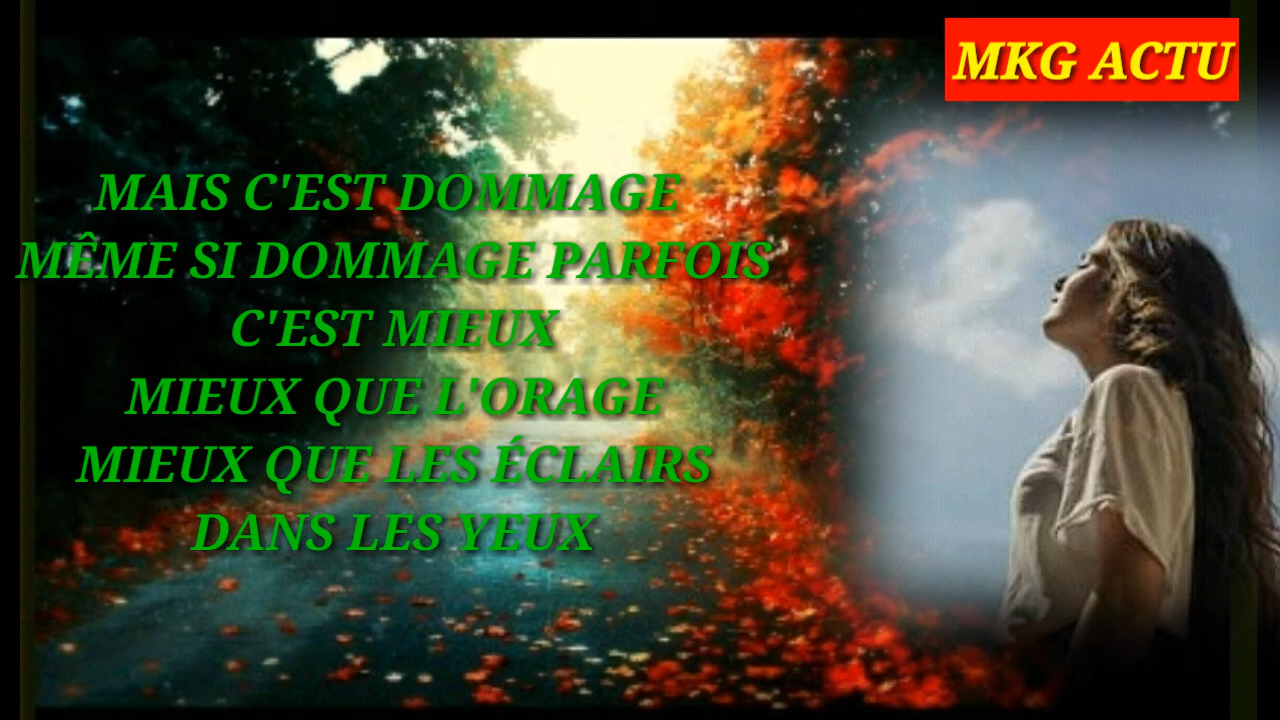 MKG ACTU
MAIS C'EST DOMMAGE
MÊME SI DOMMAGE PARFOIS
C'EST MIEUX
MIEUX QUE L'ORAGE
MIEUX QUE LES ÉCLAIRS
DANS LES YEUX